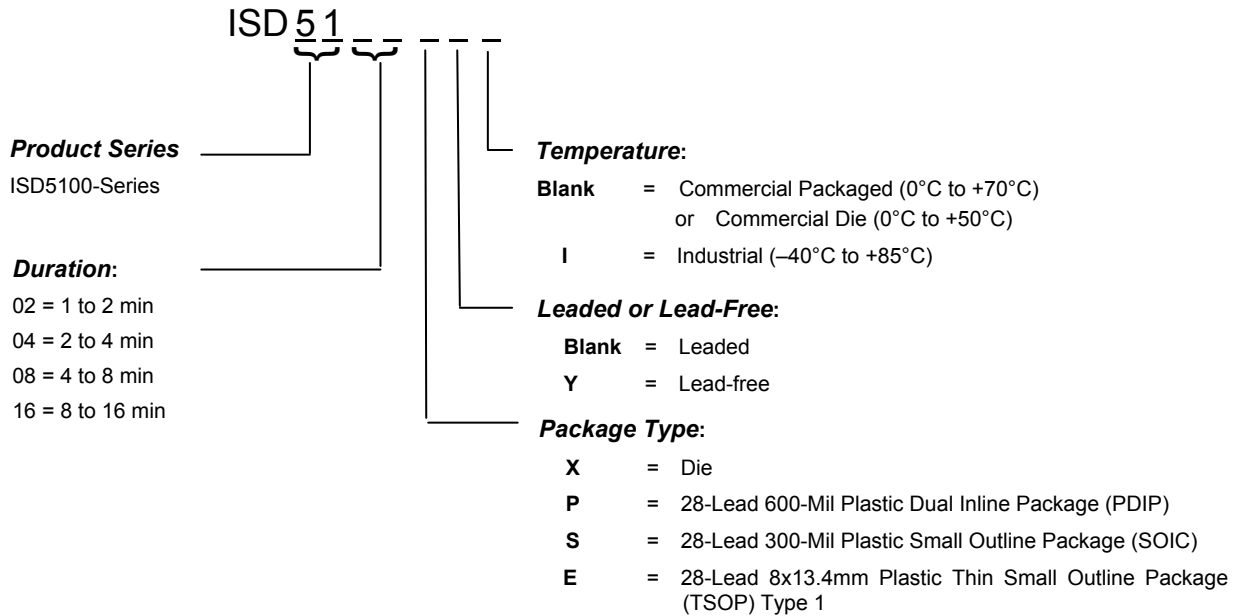 ISD 5 1 _ _ _ _ _
Product Series
ISD5100-Series
Duration:
02 = 1 to 2 min
04 = 2 to 4 min
08 = 4 to 8 min
16 = 8 to 16 min
Temperature:
Blank = Commercial Packaged (0°C to +70°C)
or Commercial Die (0°C to +50°C)
I = Industrial (–40°C to +85°C)
Leaded or Lead-Free:
Blank = Leaded
Y = Lead-free
Package Type:
X = Die
P = 28-Lead 600-Mil Plastic Dual Inline Package (PDIP)
S = 28-Lead 300-Mil Plastic Small Outline Package (SOIC)
E = 28-Lead 8x13.4mm Plastic Thin Small Outline Package
(TSOP) Type 1